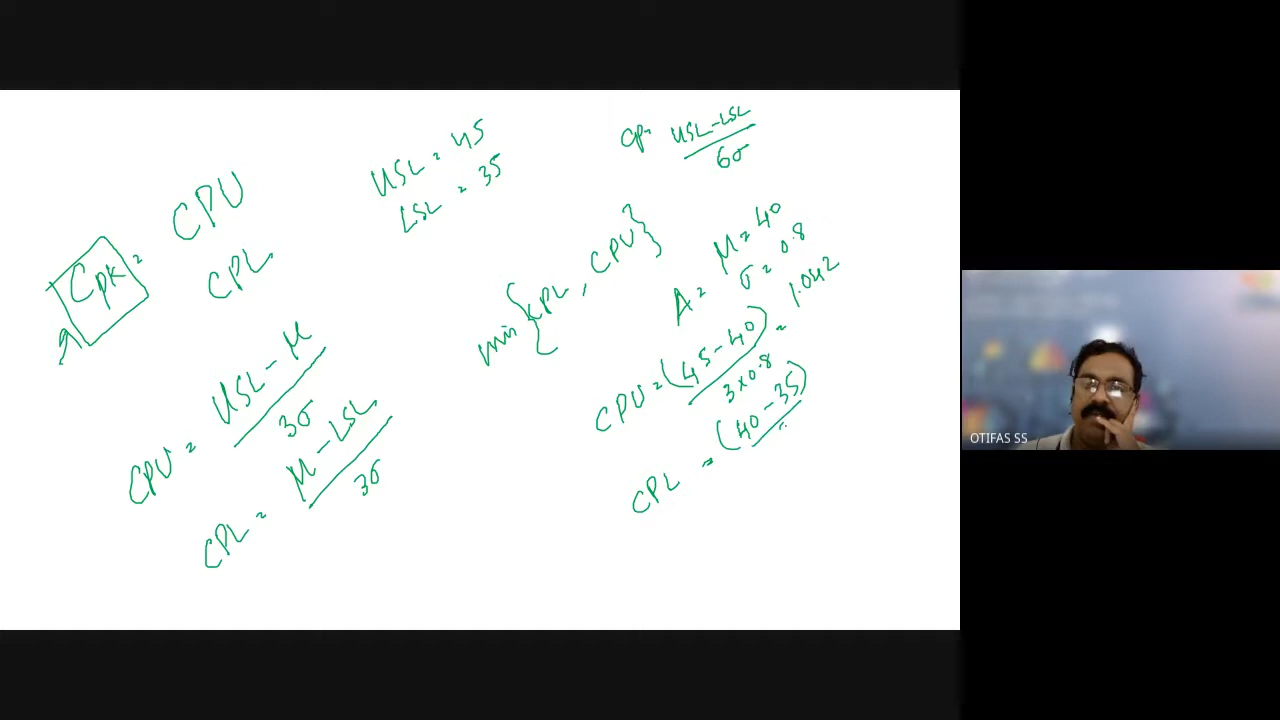 CPU
CPL
Cpk =
USL = 45
LSL = 35
Cp = USL-LSL
6σ
min {CPL, CPU}
CPU = USL - μ
3σ
CPL = μ - LSL
3σ
A = μ = 40
σ = 0.8
CPU = (45-40) = 1.042
3×0.8
CPL = (40-35)
OTIFAS SS